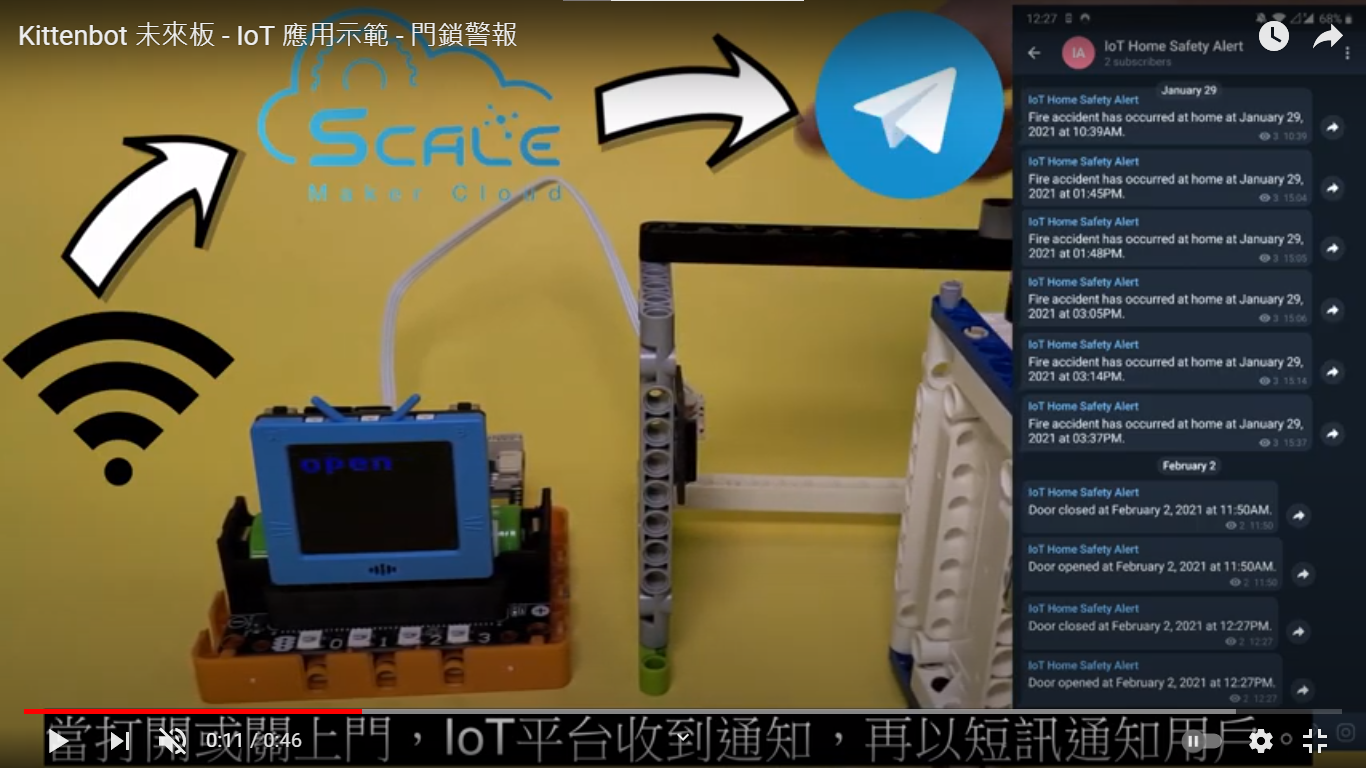 Kittenbot 未來板 - IoT 應用示範 - 門鎖警報
SCALE
Maker Cloud
open
0 1 2 3
12:27
68%
IA
IoT Home Safety Alert
2 subscribers
January 29
IoT Home Safety Alert
Fire accident has occurred at home at January 29,
2021 at 10:39AM.
3 10:39
IoT Home Safety Alert
Fire accident has occurred at home at January 29,
2021 at 01:45PM.
3 15:04
IoT Home Safety Alert
Fire accident has occurred at home at January 29,
2021 at 01:48PM.
3 15:05
IoT Home Safety Alert
Fire accident has occurred at home at January 29,
2021 at 03:05PM.
3 15:06
IoT Home Safety Alert
Fire accident has occurred at home at January 29,
2021 at 03:14PM.
3 15:14
IoT Home Safety Alert
Fire accident has occurred at home at January 29,
2021 at 03:37PM.
3 15:37
February 2
IoT Home Safety Alert
Door closed at February 2, 2021 at 11:50AM.
2 11:50
IoT Home Safety Alert
Door opened at February 2, 2021 at 11:50AM.
2 11:50
IoT Home Safety Alert
Door closed at February 2, 2021 at 12:27PM.
2 12:27
IoT Home Safety Alert
Door opened at February 2, 2021 at 12:27PM.
2 12:27
當打開或關上門，IoT平台收到通知，再以短訊通知用戶
0:11 / 0:46